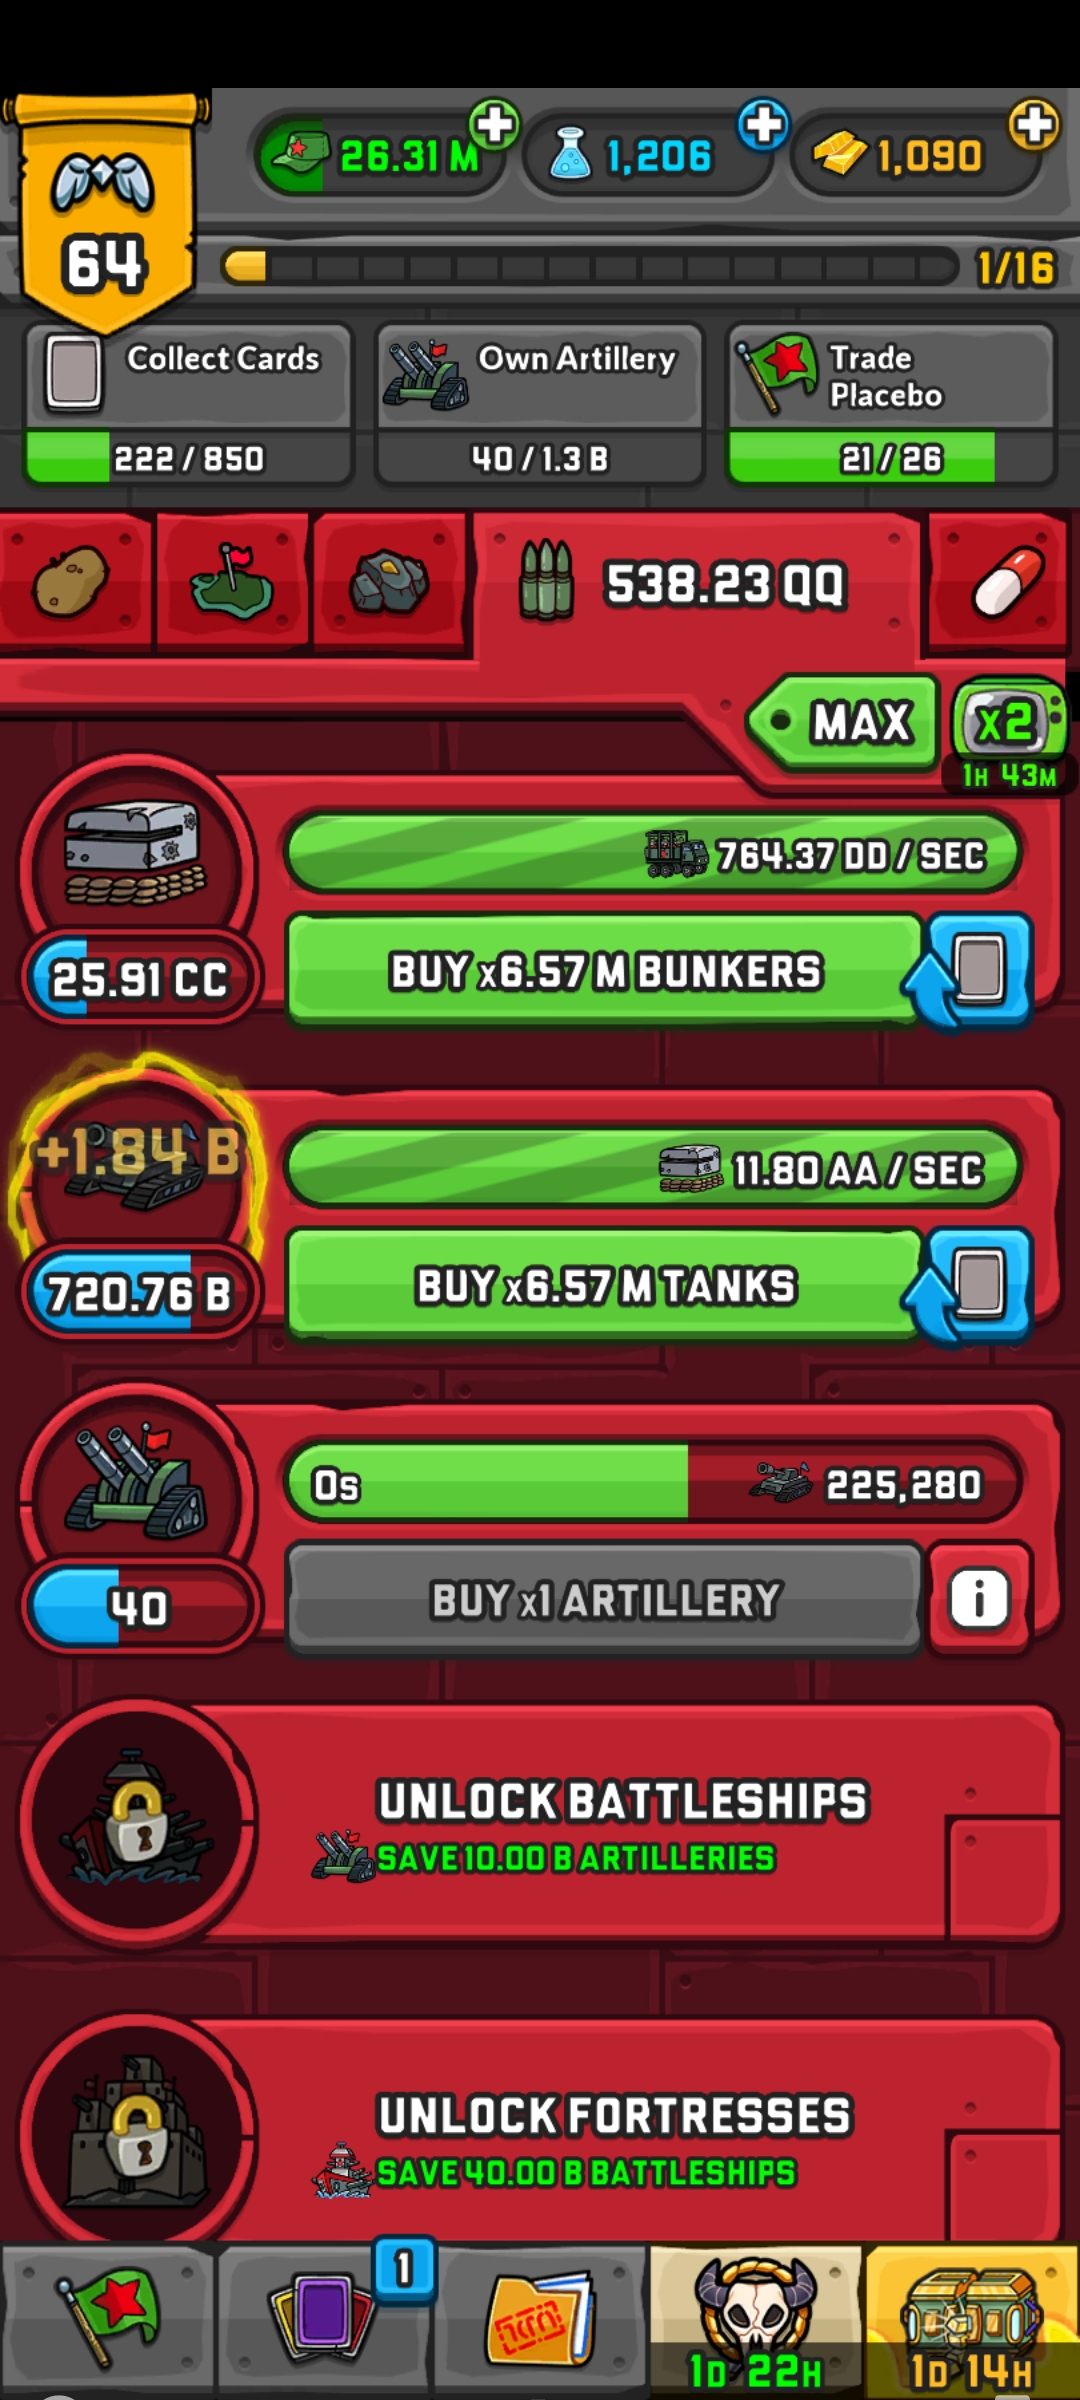 64
26.31 M
1,206
1,090
1/16
Collect Cards
222 / 850
Own Artillery
40 / 1.3 B
Trade
Placebo
21 / 26
538.23 QQ
MAX
x2
1H 43M
764.37 DD / SEC
25.91 CC
BUY x6.57 M BUNKERS
+1.84 B
11.80 AA / SEC
720.76 B
BUY x6.57 M TANKS
0s
225,280
40
BUY x1 ARTILLERY
i
UNLOCK BATTLESHIPS
SAVE 10.00 B ARTILLERIES
UNLOCK FORTRESSES
SAVE 40.00 B BATTLESHIPS
1
1D 22H
1D 14H